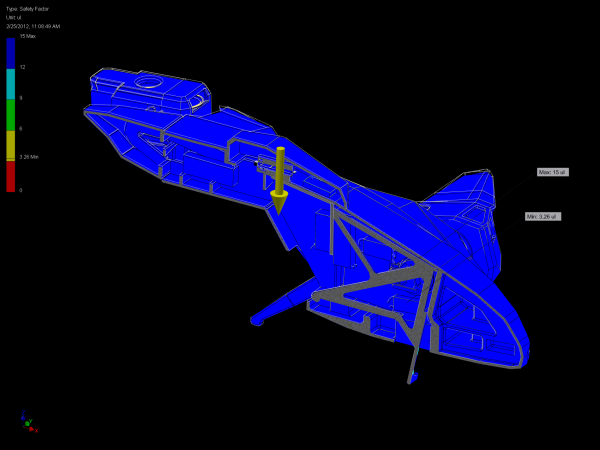 Type: Safety Factor
Unit: ul
2/25/2012, 11:08:49 AM
15 Max
12
9
6
3.26 Min
0
Max: 15 ul
Min: 3.26 ul